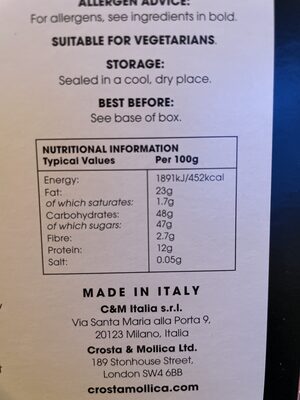 ALLERGEN ADVICE:
For allergens, see ingredients in bold.
SUITABLE FOR VEGETARIANS.
STORAGE:
Sealed in a cool, dry place.
BEST BEFORE:
See base of box.
NUTRITIONAL INFORMATION
Typical Values Per 100g
Energy: 1891kJ/452kcal
Fat: 23g
of which saturates: 1.7g
Carbohydrates: 48g
of which sugars: 47g
Fibre: 2.7g
Protein: 12g
Salt: 0.05g
MADE IN ITALY
C&M Italia s.r.l.
Via Santa Maria alla Porta 9,
20123 Milano, Italia
Crosta & Mollica Ltd.
189 Stonhouse Street,
London SW4 6BB
crostamollica.com